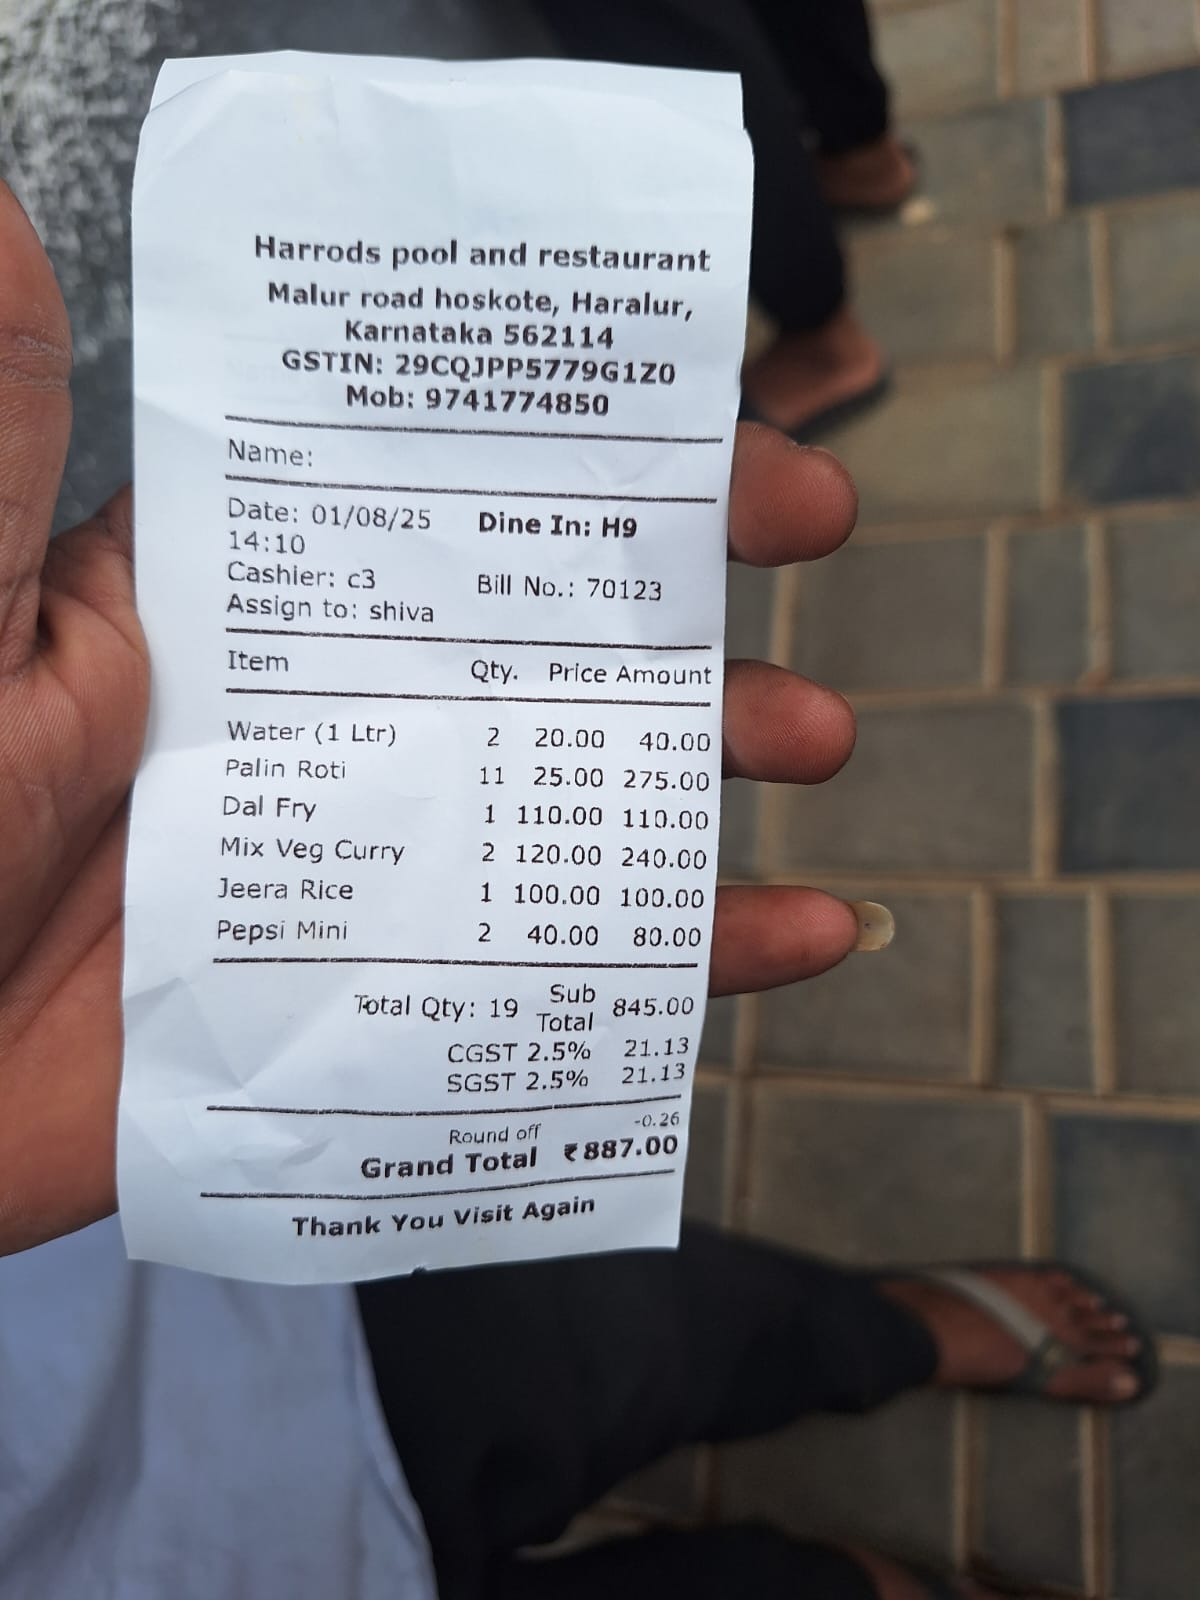 Harrods pool and restaurant
Malur road hoskote, Haralur,
Karnataka 562114
GSTIN: 29CQJPP5779G1Z0
Mob: 9741774850
Name:
Date: 01/08/25 Dine In: H9
14:10
Cashier: c3 Bill No.: 70123
Assign to: shiva
Item Qty. Price Amount
Water (1 Ltr) 2 20.00 40.00
Palin Roti 11 25.00 275.00
Dal Fry 1 110.00 110.00
Mix Veg Curry 2 120.00 240.00
Jeera Rice 1 100.00 100.00
Pepsi Mini 2 40.00 80.00
Total Qty: 19 Sub Total 845.00
CGST 2.5% 21.13
SGST 2.5% 21.13
Round off -0.26
Grand Total ₹887.00
Thank You Visit Again